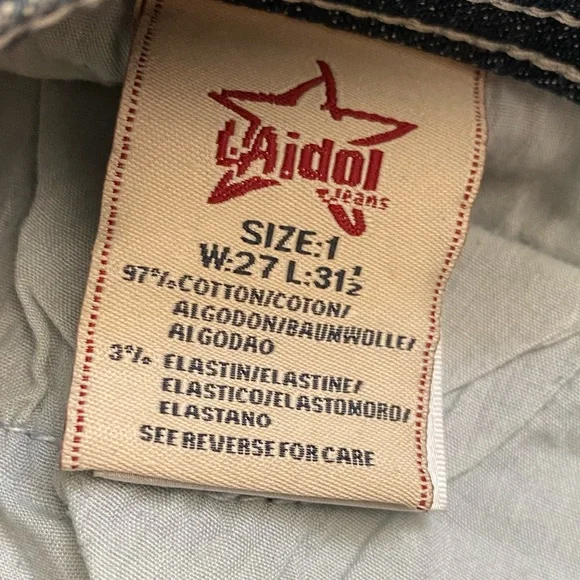 L'Aidol
Jeans
SIZE:1
W:27 L:31½
97% COTTON/COTON/
ALGODON/BAUMWOLLE/
ALGODAO
3% ELASTIN/ELASTINE/
ELASTICO/ELASTOMORO/
ELASTANO
SEE REVERSE FOR CARE